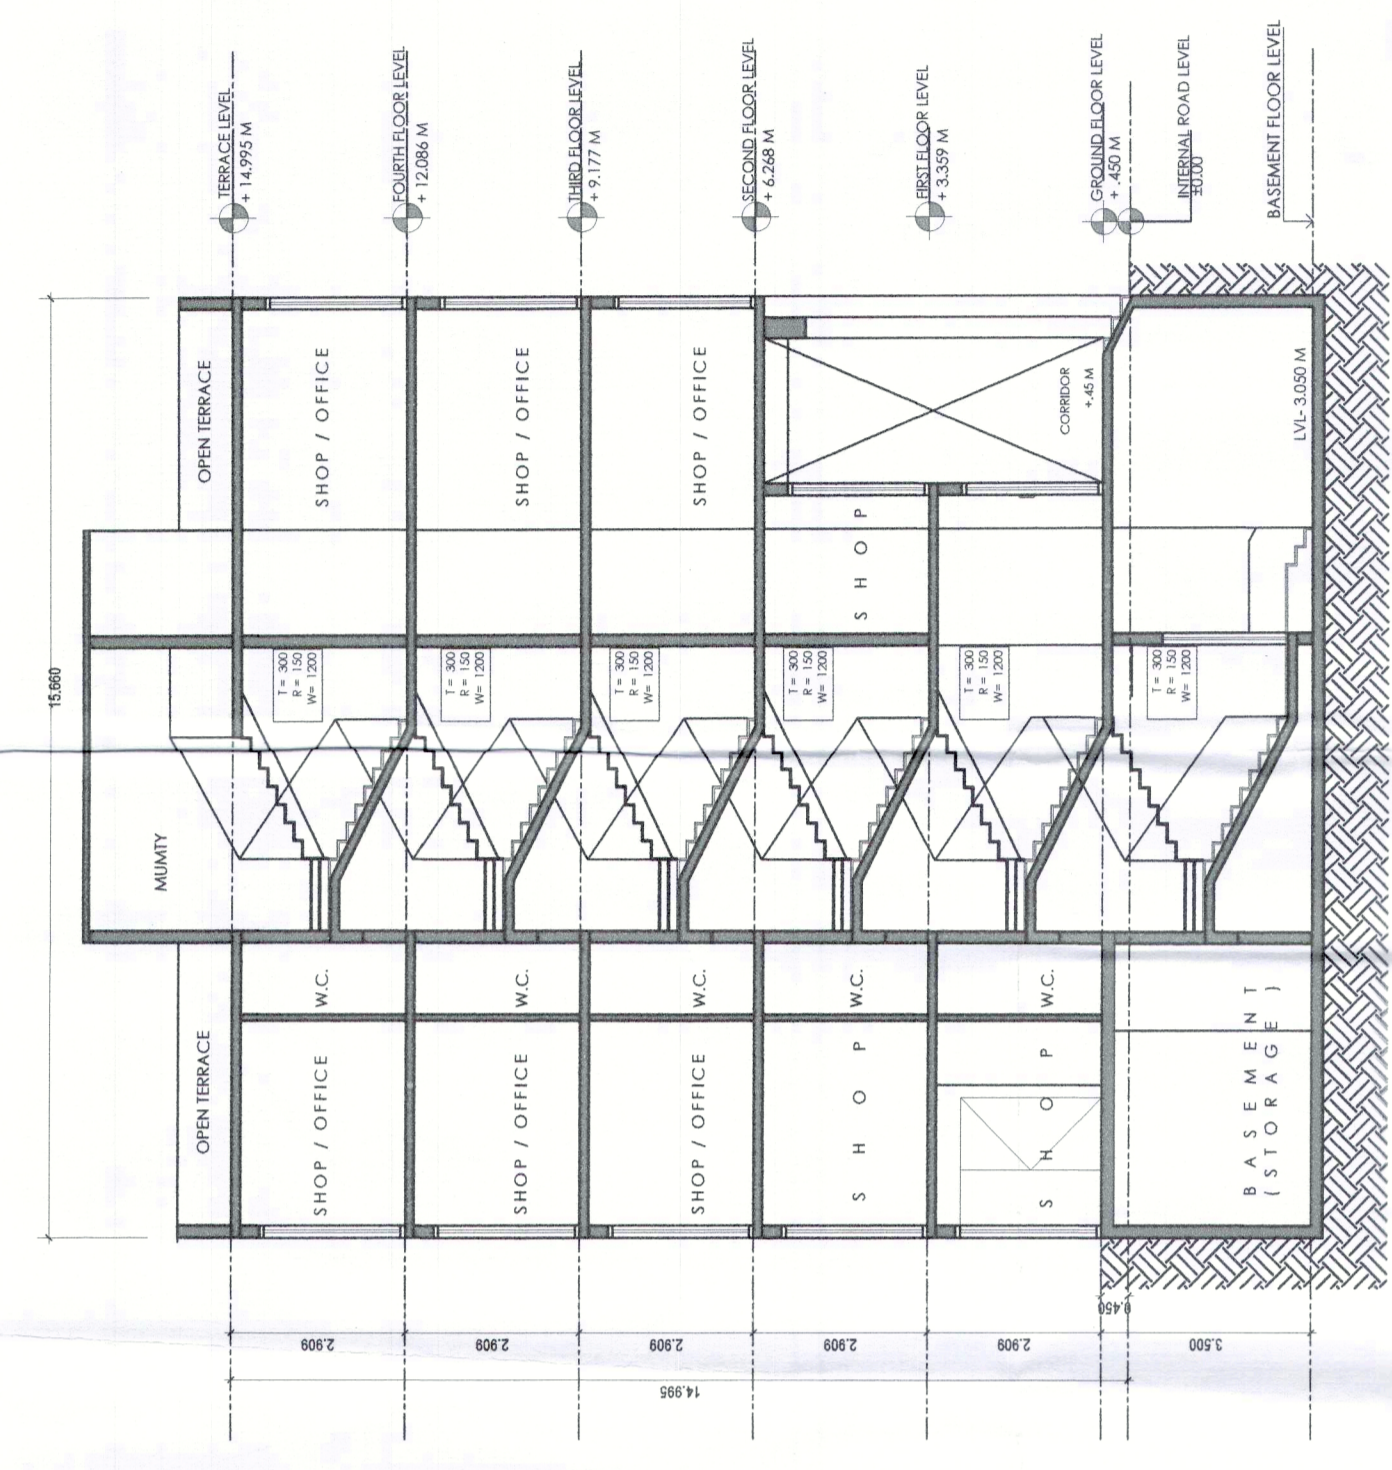 TERRACE LEVEL
+ 14.995 M
FOURTH FLOOR LEVEL
+ 12.086 M
THIRD FLOOR LEVEL
+ 9.177 M
SECOND FLOOR LEVEL
+ 6.268 M
FIRST FLOOR LEVEL
+ 3.359 M
GROUND FLOOR LEVEL
+ .450 M
INTERNAL ROAD LEVEL
±0.00
BASEMENT FLOOR LEVEL
15.660
OPEN TERRACE
SHOP / OFFICE
SHOP / OFFICE
SHOP / OFFICE
SHOP
CORRIDOR
+.45 M
LVL- 3.050 M
MUMTY
T = 300
R = 150
W= 1200
T = 300
R = 150
W= 1200
T = 300
R = 150
W= 1200
T = 300
R = 150
W= 1200
T = 300
R = 150
W= 1200
T = 300
R = 150
W= 1200
W.C.
W.C.
W.C.
W.C.
W.C.
OPEN TERRACE
SHOP / OFFICE
SHOP / OFFICE
SHOP / OFFICE
SHOP
SHOP
BASEMENT
( STORAGE )
2.909
2.909
2.909
2.909
2.909
0.450
3.500
14.995